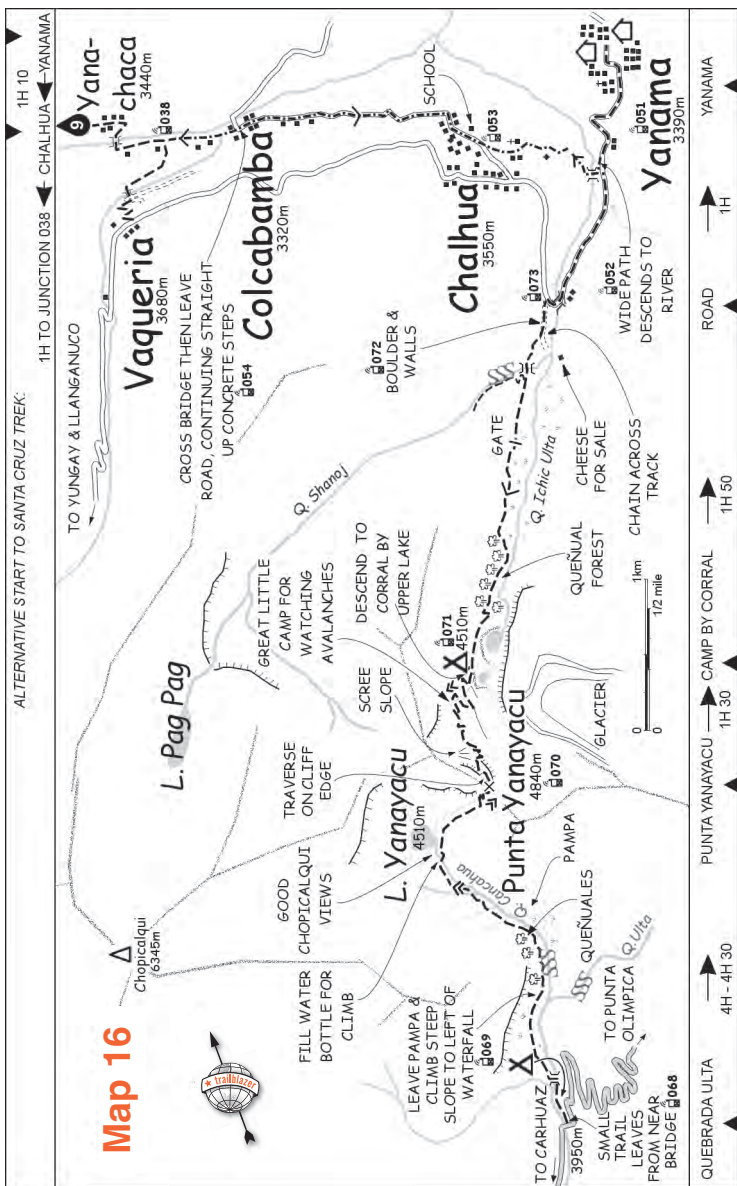 ALTERNATIVE START TO SANTA CRUZ TREK:
1H TO JUNCTION 038
CHALHUA
YANAMA
1H 10
Map 16
trailblazer
TO YUNGAY & LLANGANUCO
Vaqueria
3680m
9
Yana-
chaca
3440m
038
Colcabamba
3320m
CROSS BRIDGE THEN LEAVE
ROAD, CONTINUING STRAIGHT
UP CONCRETE STEPS
054
SCHOOL
053
Chalhua
3550m
Yanama
3390m
051
WIDE PATH
DESCENDS TO
RIVER
052
073
072
BOULDER &
WALLS
GATE
CHEESE
FOR SALE
CHAIN ACROSS
TRACK
Q. Shanoj
Q. Ichic Ulta
QUEÑUAL
FOREST
L. Pag Pag
GREAT LITTLE
CAMP FOR
WATCHING
AVALANCHES
DESCEND TO
CORRAL BY
UPPER LAKE
071
4510m
SCREE
SLOPE
TRAVERSE
ON CLIFF
EDGE
GLACIER
0
1km
0
1/2 mile
Punta Yanayacu
4840m
070
L. Yanayacu
4510m
Chopicalqui
6345m
GOOD
CHOPICALQUI
VIEWS
FILL WATER
BOTTLE FOR
CLIMB
Q. Cancahua
PAMPA
QUEÑUALES
LEAVE PAMPA &
CLIMB STEEP
SLOPE TO LEFT OF
WATERFALL
069
Q.Ulta
TO PUNTA
OLIMPICA
TO CARHUAZ
3950m
SMALL
TRAIL
LEAVES
FROM NEAR
BRIDGE
068
QUEBRADA ULTA
4H - 4H 30
PUNTA YANAYACU
1H 30
CAMP BY CORRAL
1H 50
ROAD
1H
YANAMA